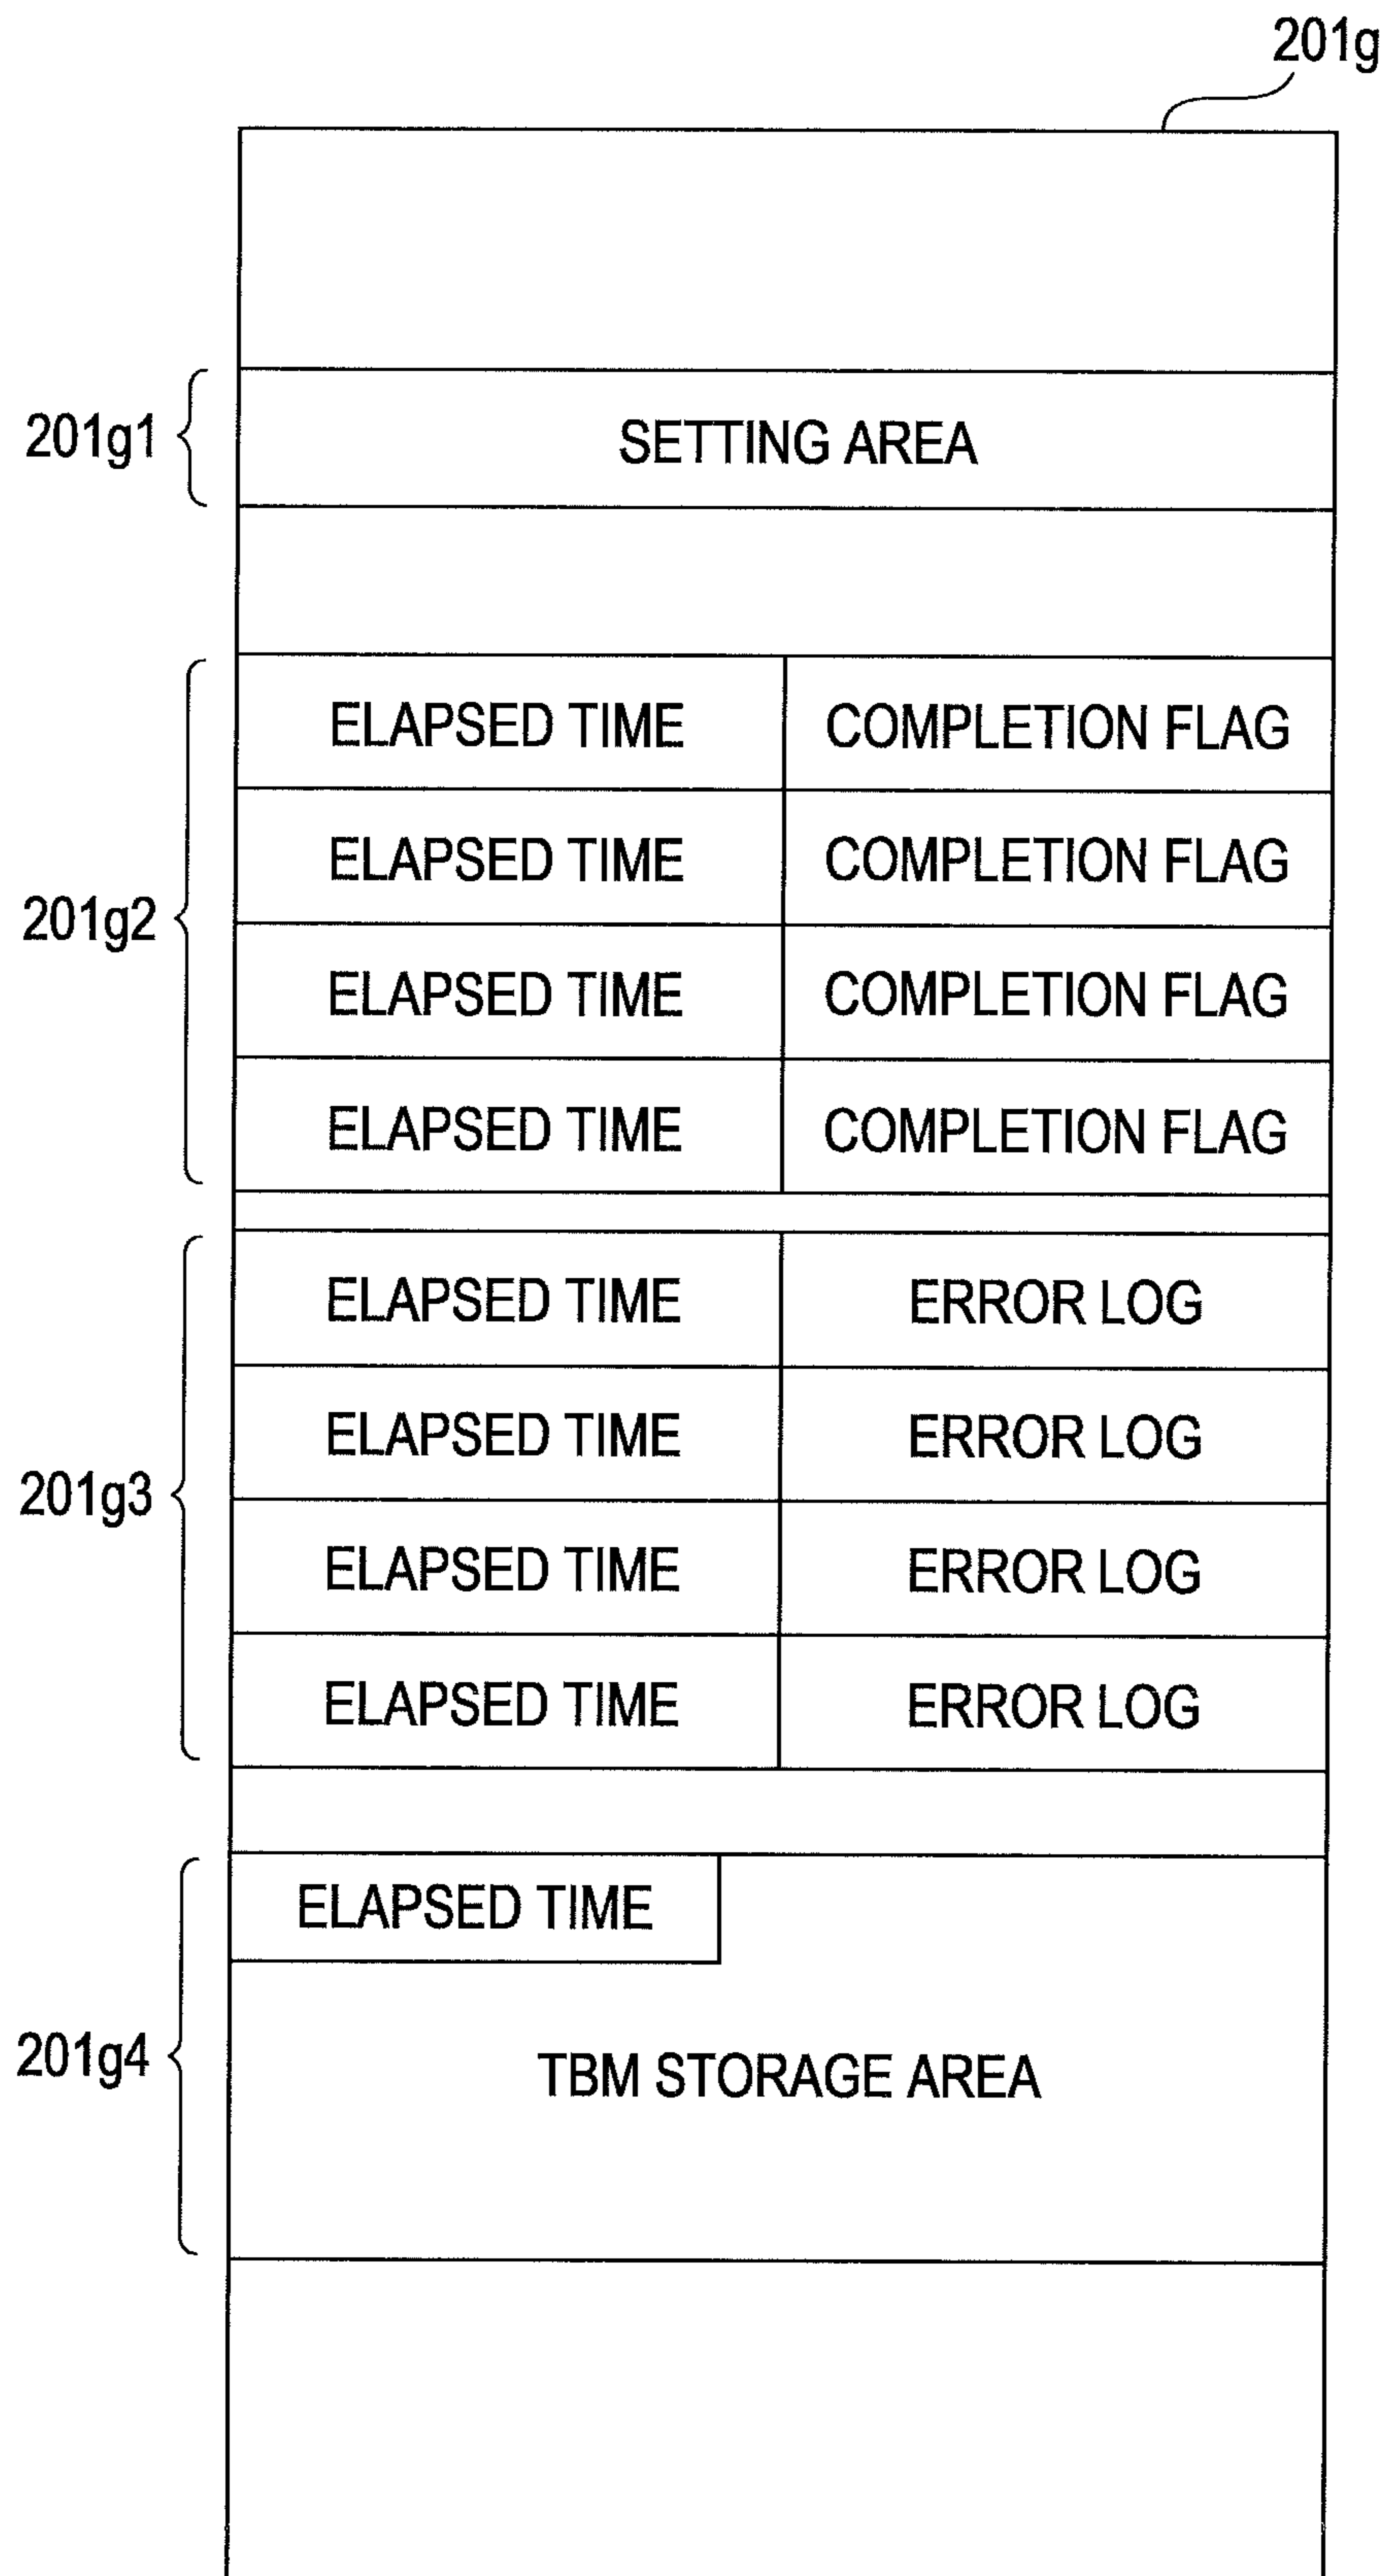 201g
201g1
SETTING AREA
201g2
ELAPSED TIME COMPLETION FLAG
ELAPSED TIME COMPLETION FLAG
ELAPSED TIME COMPLETION FLAG
ELAPSED TIME COMPLETION FLAG
201g3
ELAPSED TIME ERROR LOG
ELAPSED TIME ERROR LOG
ELAPSED TIME ERROR LOG
ELAPSED TIME ERROR LOG
201g4
ELAPSED TIME
TBM STORAGE AREA